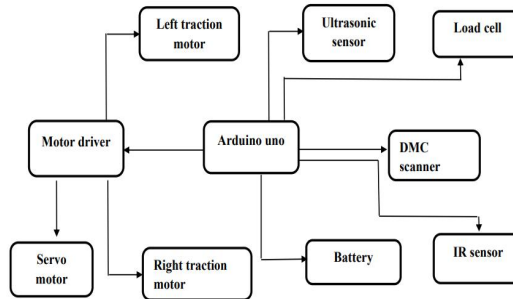 Left traction
motor
Ultrasonic
sensor
Load cell
Motor driver
Arduino uno
DMC
scanner
Servo
motor
Right traction
motor
Battery
IR sensor